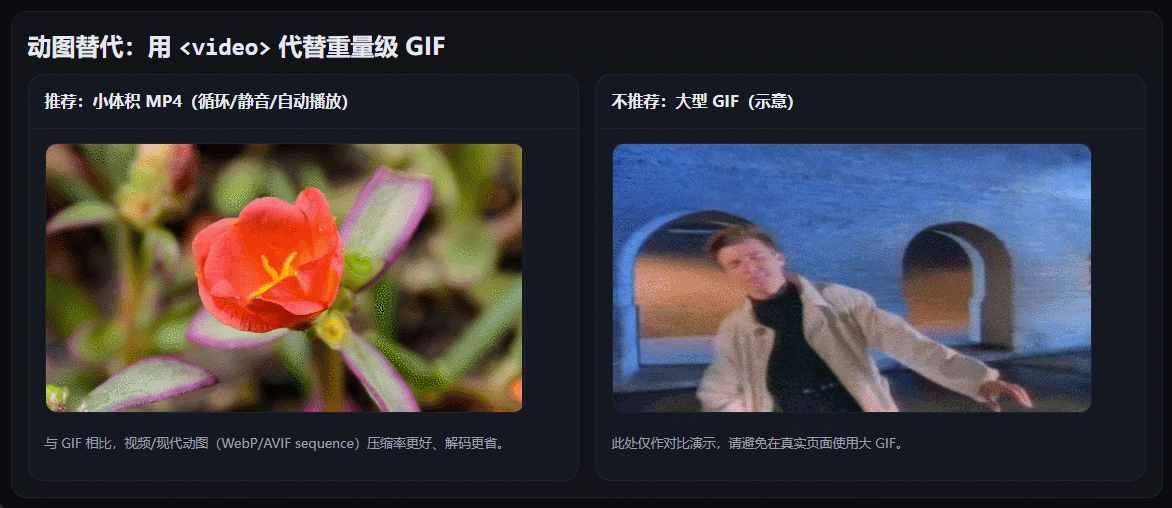 动图替代：用 <video> 代替重量级 GIF
推荐：小体积 MP4（循环/静音/自动播放）
不推荐：大型 GIF（示意）
与 GIF 相比，视频/现代动图（WebP/AVIF sequence）压缩率更好、解码更省。
此处仅作对比演示，请避免在真实页面使用大 GIF。